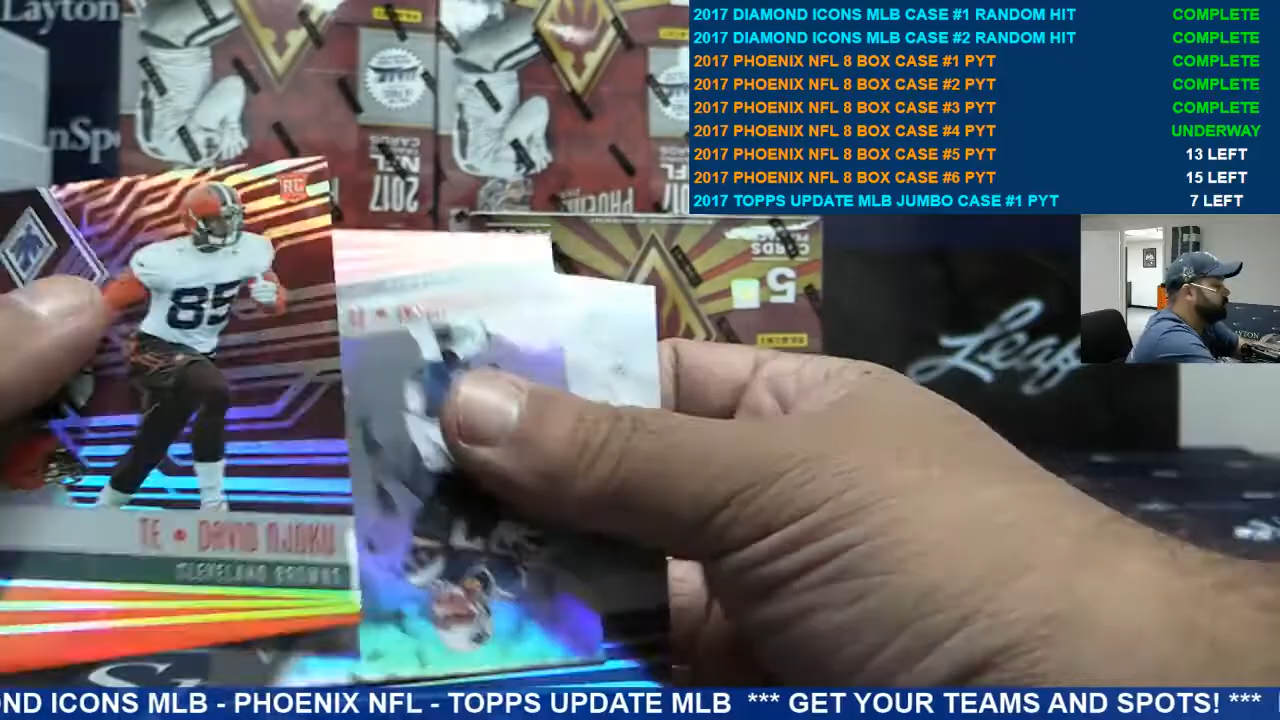 Layton
2017 DIAMOND ICONS MLB CASE #1 RANDOM HIT COMPLETE
2017 DIAMOND ICONS MLB CASE #2 RANDOM HIT COMPLETE
2017 PHOENIX NFL 8 BOX CASE #1 PYT COMPLETE
2017 PHOENIX NFL 8 BOX CASE #2 PYT COMPLETE
2017 PHOENIX NFL 8 BOX CASE #3 PYT COMPLETE
2017 PHOENIX NFL 8 BOX CASE #4 PYT UNDERWAY
2017 PHOENIX NFL 8 BOX CASE #5 PYT 13 LEFT
2017 PHOENIX NFL 8 BOX CASE #6 PYT 15 LEFT
2017 TOPPS UPDATE MLB JUMBO CASE #1 PYT 7 LEFT
nSp
CARDS
NFL
2017
PHOENIX
RC
CARDS
5
85
Leaf
LAYTON
TE • DAVID NJOKU
CLEVELAND BROWNS
ND ICONS MLB - PHOENIX NFL - TOPPS UPDATE MLB *** GET YOUR TEAMS AND SPOTS! ***